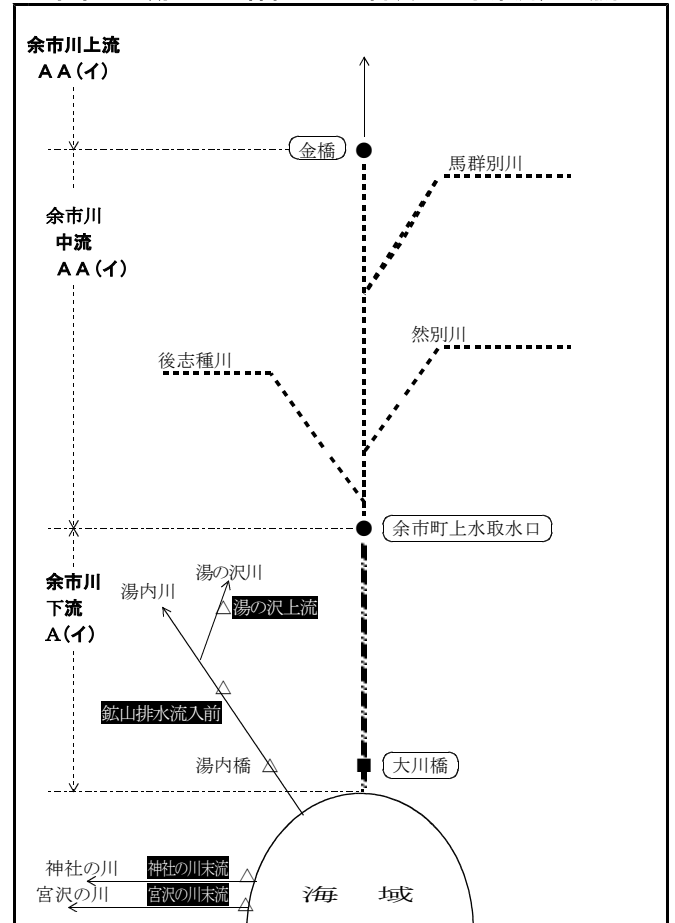 余市川上流
ＡＡ(イ)
金橋
馬群別川
余市川
中流
ＡＡ(イ)
然別川
後志種川
余市町上水取水口
余市川
下流
A(イ)
湯の沢川
湯内川
湯の沢上流
鉱山排水流入前
湯内橋
大川橋
神社の川
神社の川末流
宮沢の川
宮沢の川末流
海　域